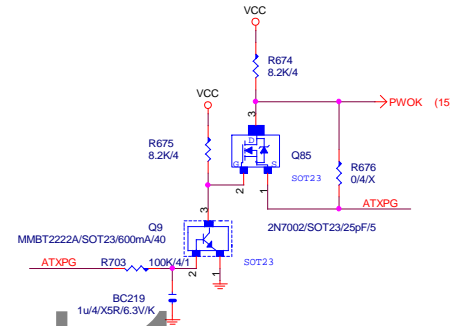 VCC
R674
8.2K/4
VCC
3
PWOK (15
R675
8.2K/4
D
Q85
G
S
SOT23
R676
0/4/X
2
1
ATXPG
3
2N7002/SOT23/25pF/5
Q9
MMBT2222A/SOT23/600mA/40
SOT23
ATXPG
R703
100K/4/1
2
1
BC219
1u/4/X5R/6.3V/K